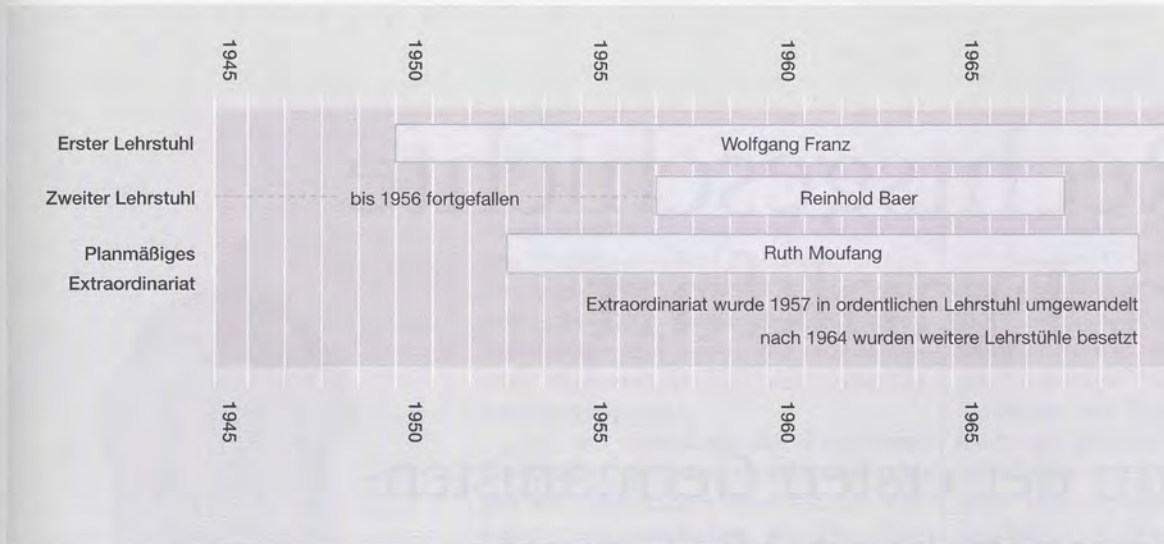 1945 1950 1955 1960 1965
Erster Lehrstuhl Wolfgang Franz
Zweiter Lehrstuhl bis 1956 fortgefallen Reinhold Baer
Planmäßiges Ruth Moufang
Extraordinariat
Extraordinariat wurde 1957 in ordentlichen Lehrstuhl umgewandelt
nach 1964 wurden weitere Lehrstühle besetzt
1945 1950 1955 1960 1965